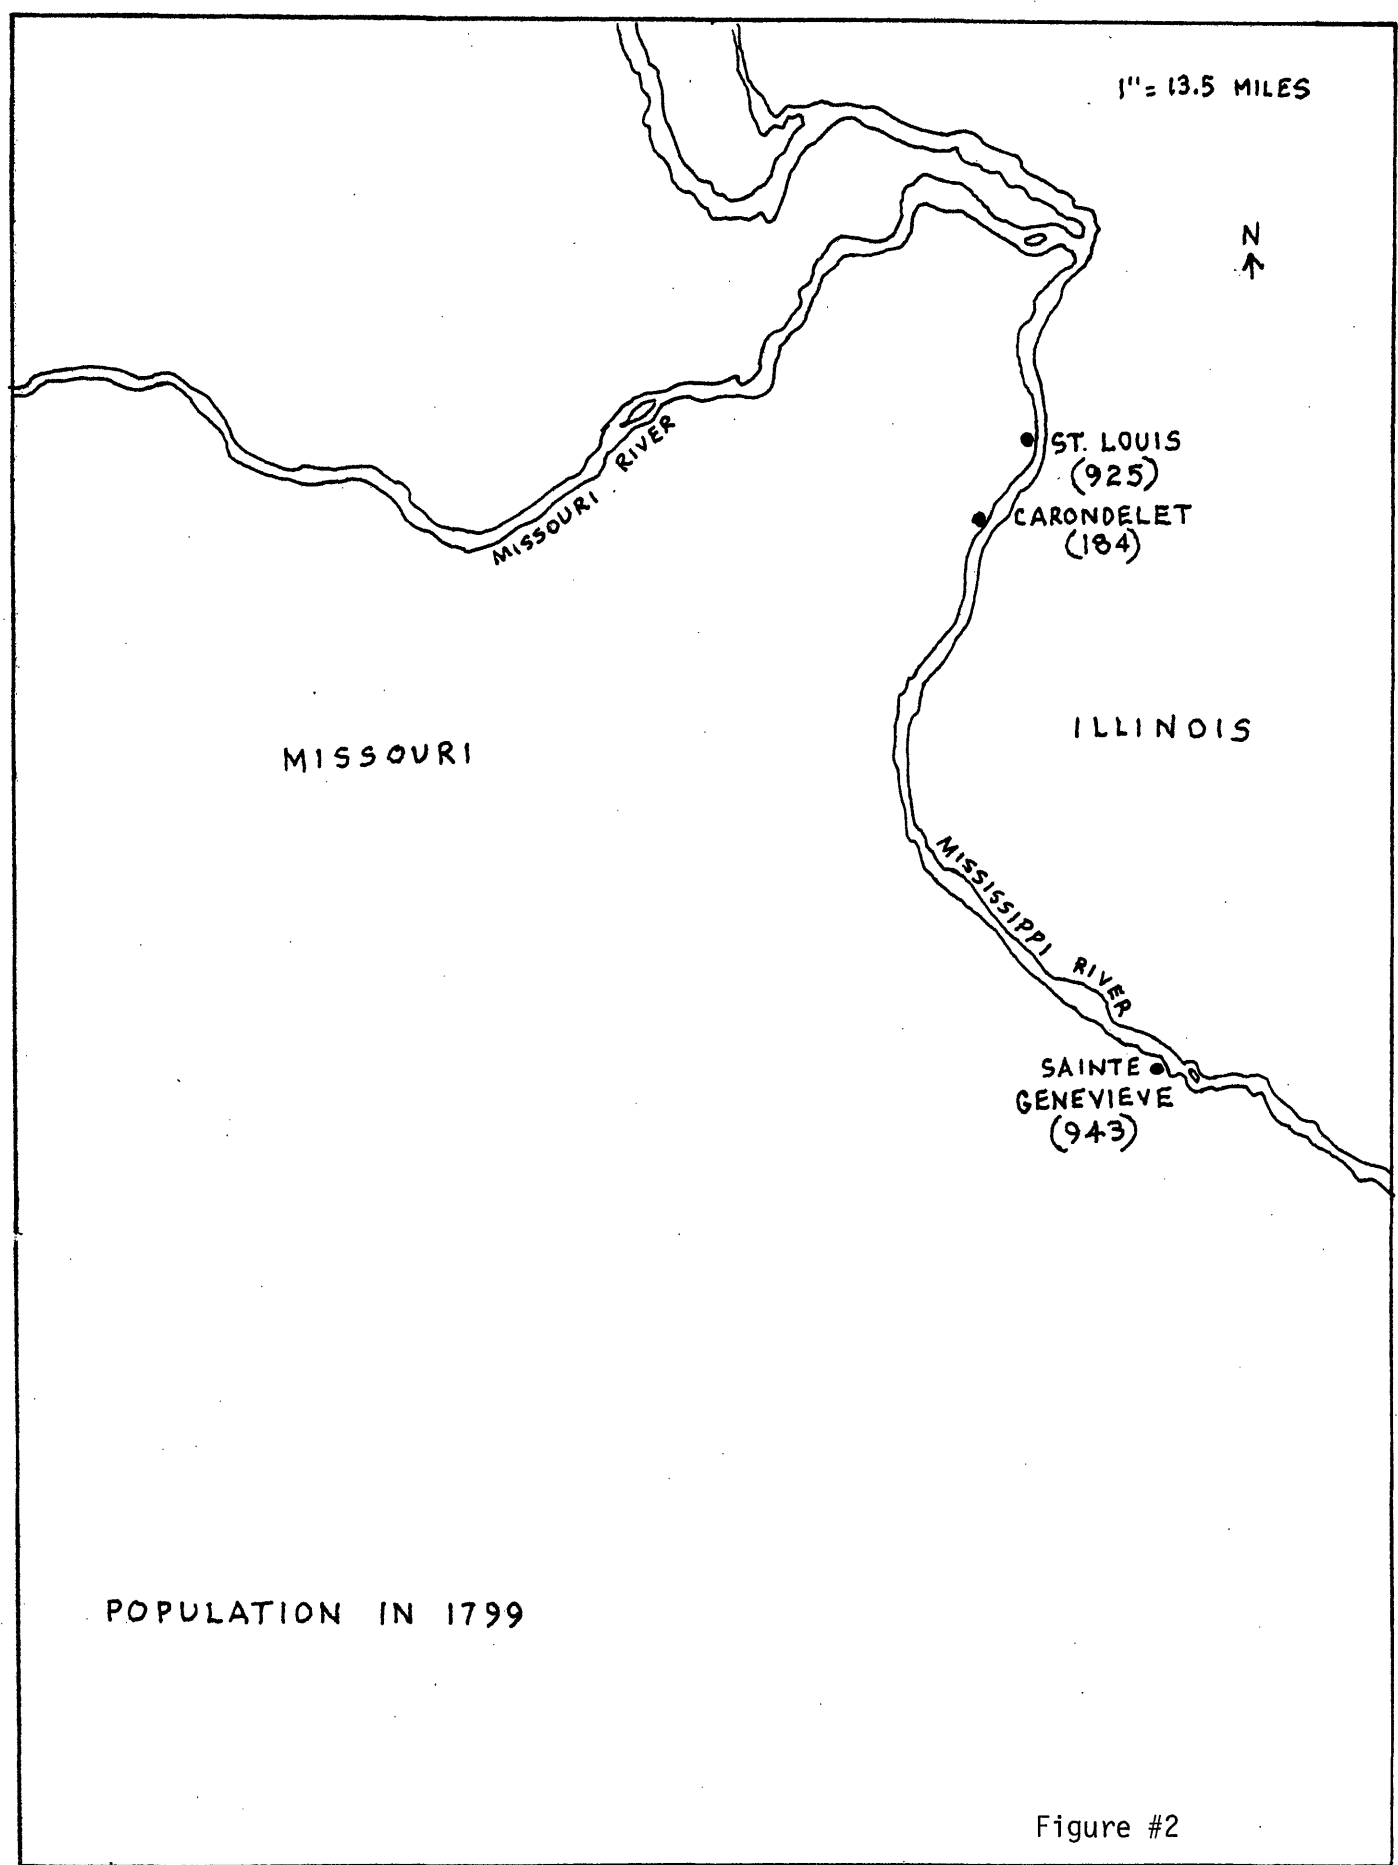 1"= 13.5 MILES
N
ST. LOUIS
(925)
CARONDELET
(184)
MISSOURI RIVER
ILLINOIS
MISSOURI
MISSISSIPPI RIVER
SAINTE
GENEVIEVE
(943)
POPULATION IN 1799
Figure #2